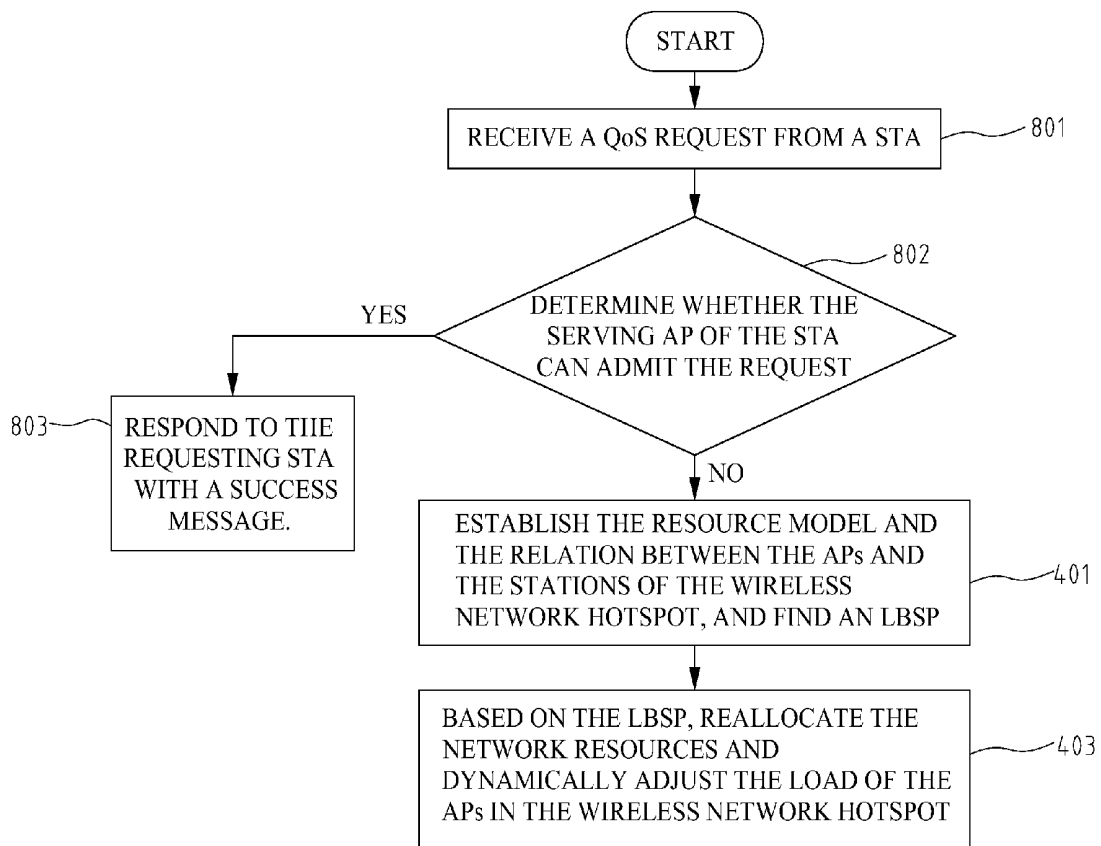 START
RECEIVE A QoS REQUEST FROM A STA
801
802
DETERMINE WHETHER THE
SERVING AP OF THE STA
CAN ADMIT THE REQUEST
YES
803
RESPOND TO THE
REQUESTING STA
WITH A SUCCESS
MESSAGE.
NO
ESTABLISH THE RESOURCE MODEL AND
THE RELATION BETWEEN THE APs AND
THE STATIONS OF THE WIRELESS
NETWORK HOTSPOT, AND FIND AN LBSP
401
BASED ON THE LBSP, REALLOCATE THE
NETWORK RESOURCES AND
DYNAMICALLY ADJUST THE LOAD OF THE
APs IN THE WIRELESS NETWORK HOTSPOT
403